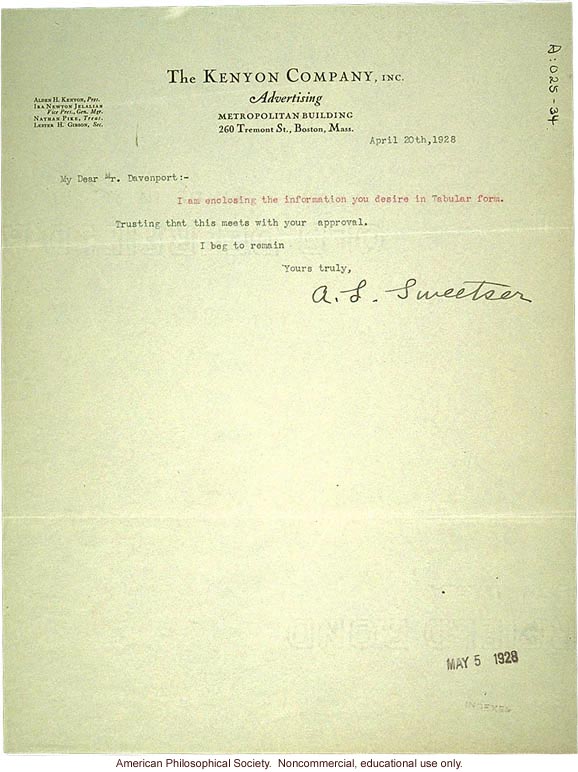 A:025-34
The Kenyon Company, Inc.
Advertising
METROPOLITAN BUILDING
260 Tremont St., Boston, Mass.
Alden H. Kenyon, Pres.
Ira Newton Jelalian
Vice Pres., Gen. Mgr.
Nathan Pike, Treas.
Lester H. Gibson, Sec.
April 20th,1928
My Dear Mr. Davenport:-
I am enclosing the information you desire in Tabular form.
Trusting that this meets with your approval.
I beg to remain
Yours truly,
A. L. Sweetser
MAY 5 1928
INDEXED
American Philosophical Society. Noncommercial, educational use only.